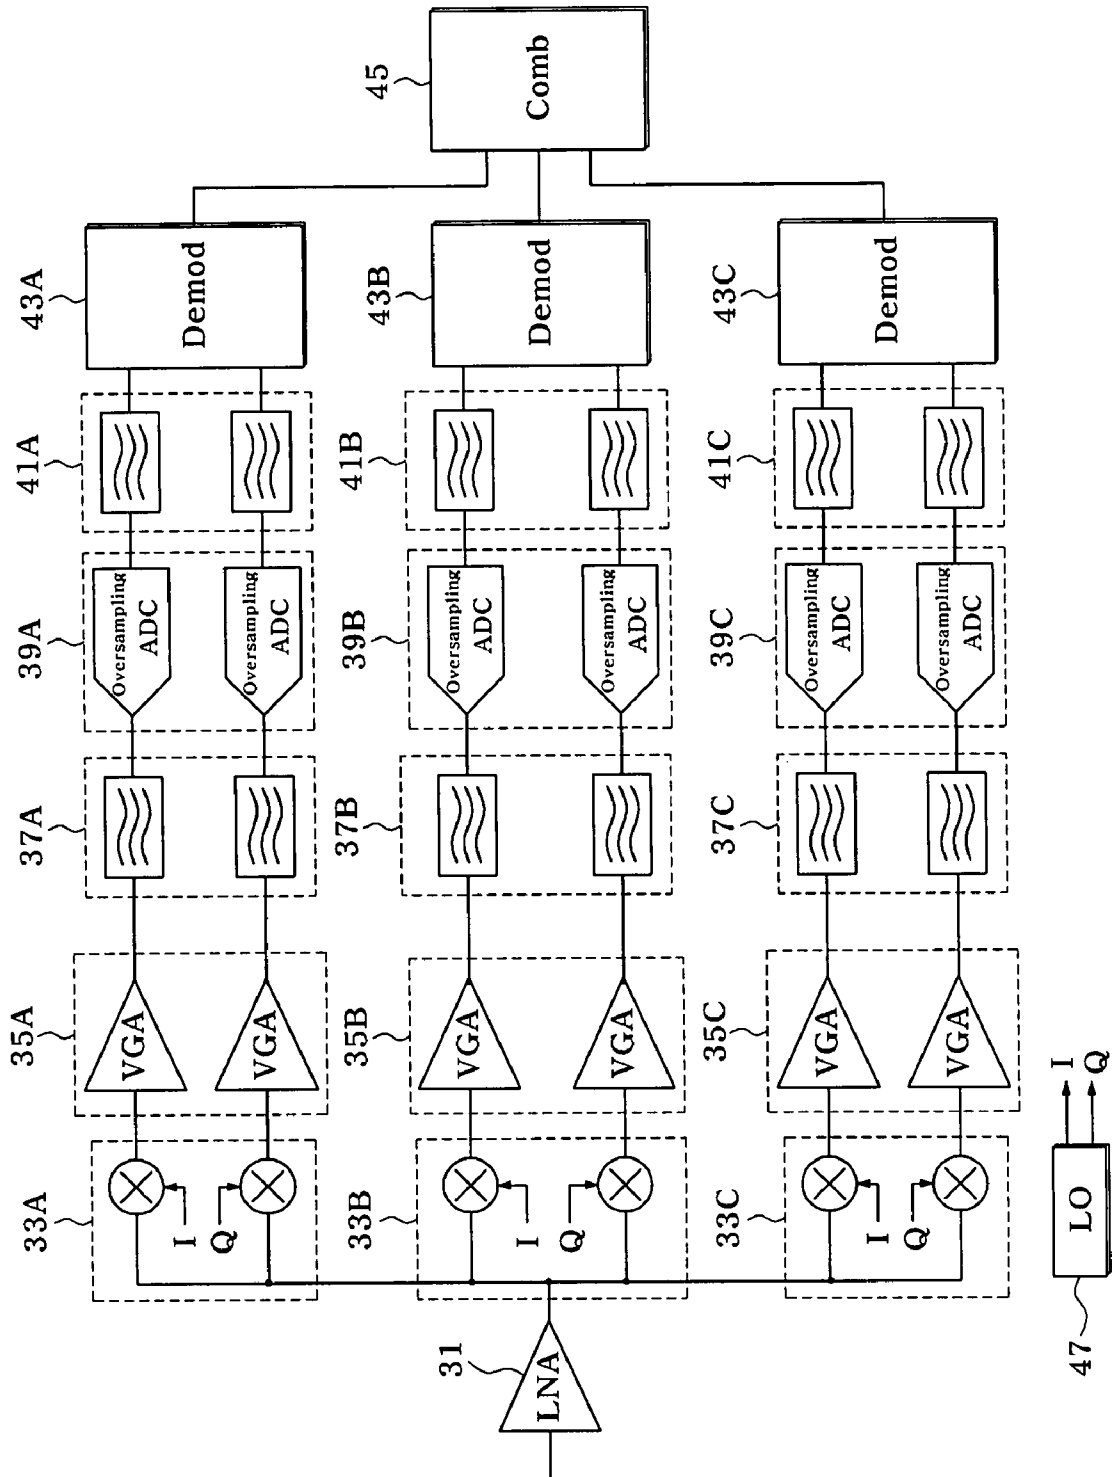 31
LNA
33A
I
Q
35A
VGA
VGA
37A
39A
Oversampling
ADC
Oversampling
ADC
41A
43A
Demod
33B
I
Q
35B
VGA
VGA
37B
39B
Oversampling
ADC
Oversampling
ADC
41B
43B
Demod
45
Comb
33C
I
Q
35C
VGA
VGA
37C
39C
Oversampling
ADC
Oversampling
ADC
41C
43C
Demod
47
LO
I
Q